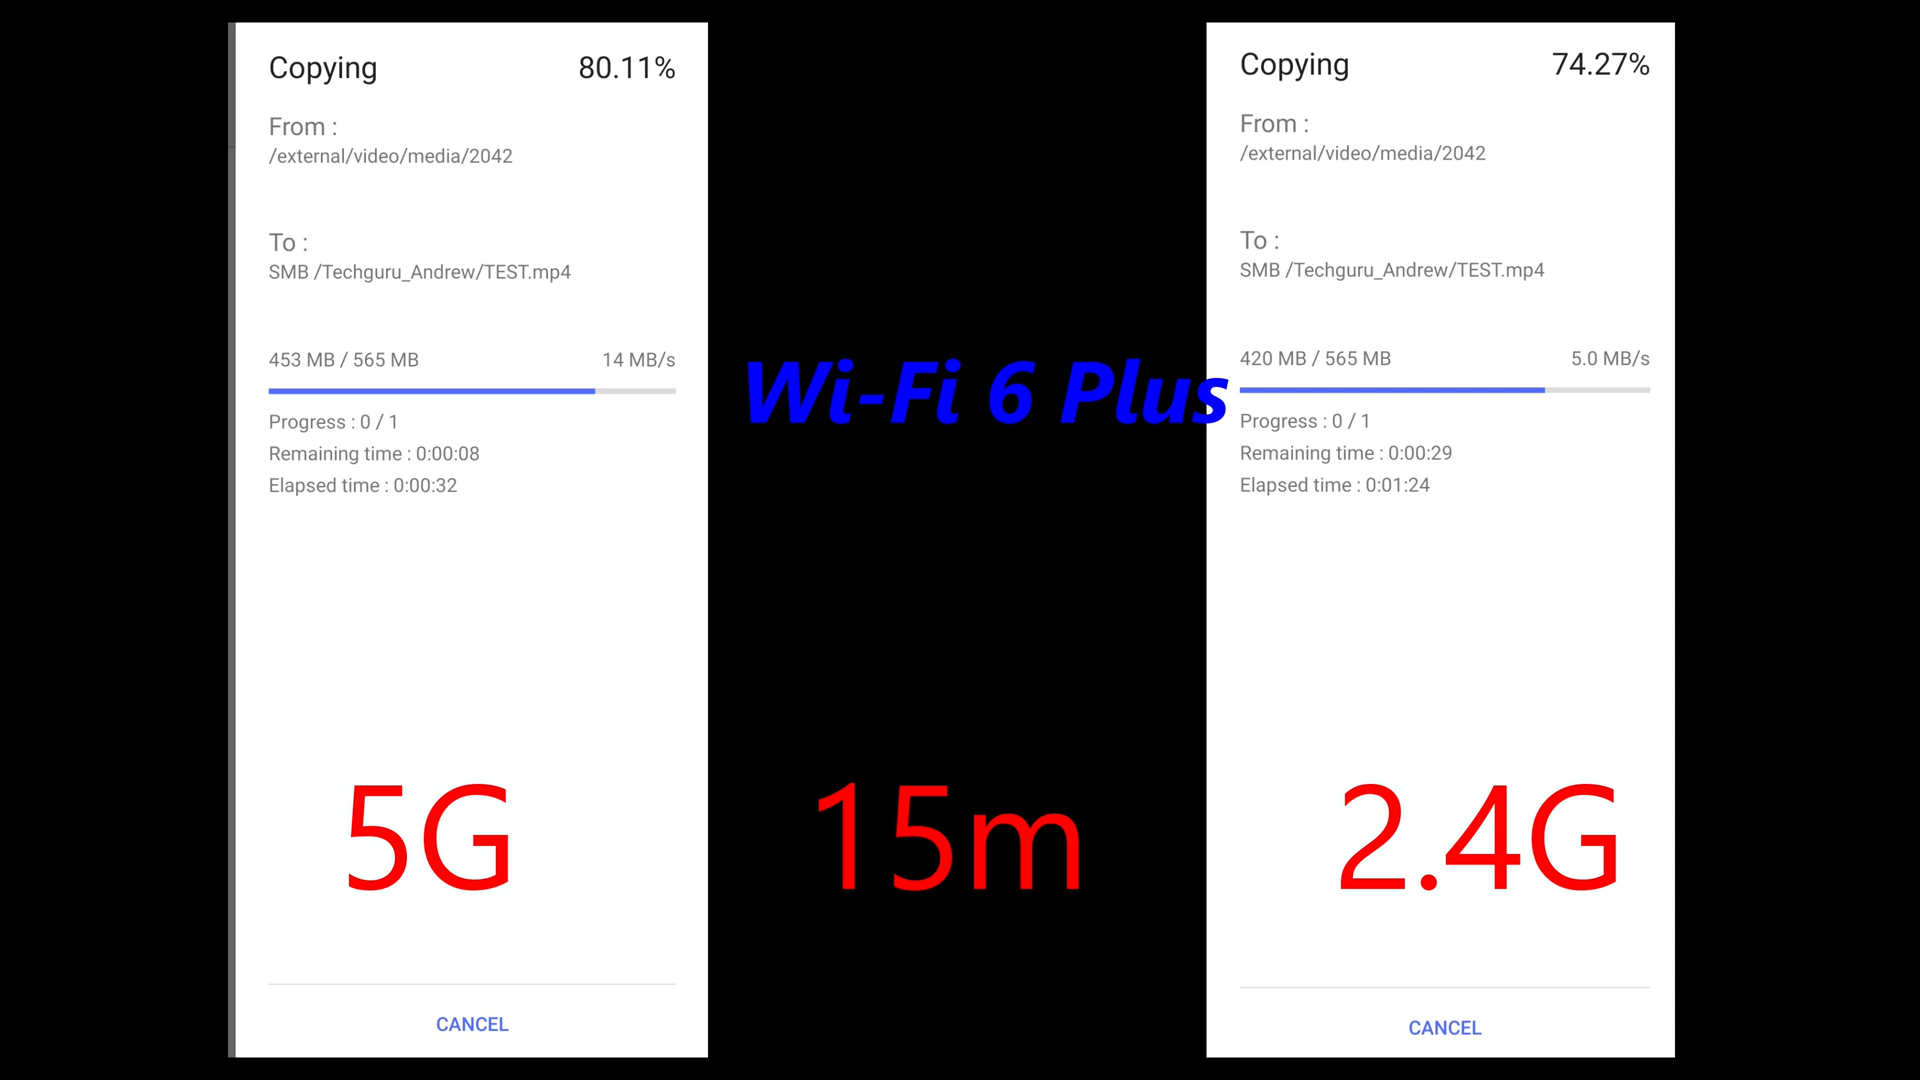 Copying 80.11%
From :
/external/video/media/2042
To :
SMB /Techguru_Andrew/TEST.mp4
453 MB / 565 MB 14 MB/s
Progress : 0 / 1
Remaining time : 0:00:08
Elapsed time : 0:00:32
5G
CANCEL
Wi-Fi 6 Plus
15m
Copying 74.27%
From :
/external/video/media/2042
To :
SMB /Techguru_Andrew/TEST.mp4
420 MB / 565 MB 5.0 MB/s
Progress : 0 / 1
Remaining time : 0:00:29
Elapsed time : 0:01:24
2.4G
CANCEL